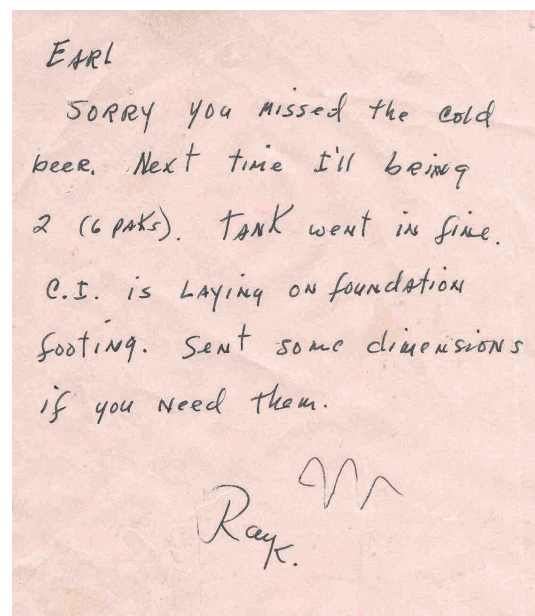 EARL
SORRY you missed the cold
beer. Next time I'll being
2 (6 PAKs). TANK went in fine.
C.I. is LAYing on foundation
footing. Sent some dimensions
if you need them.
Ray K.